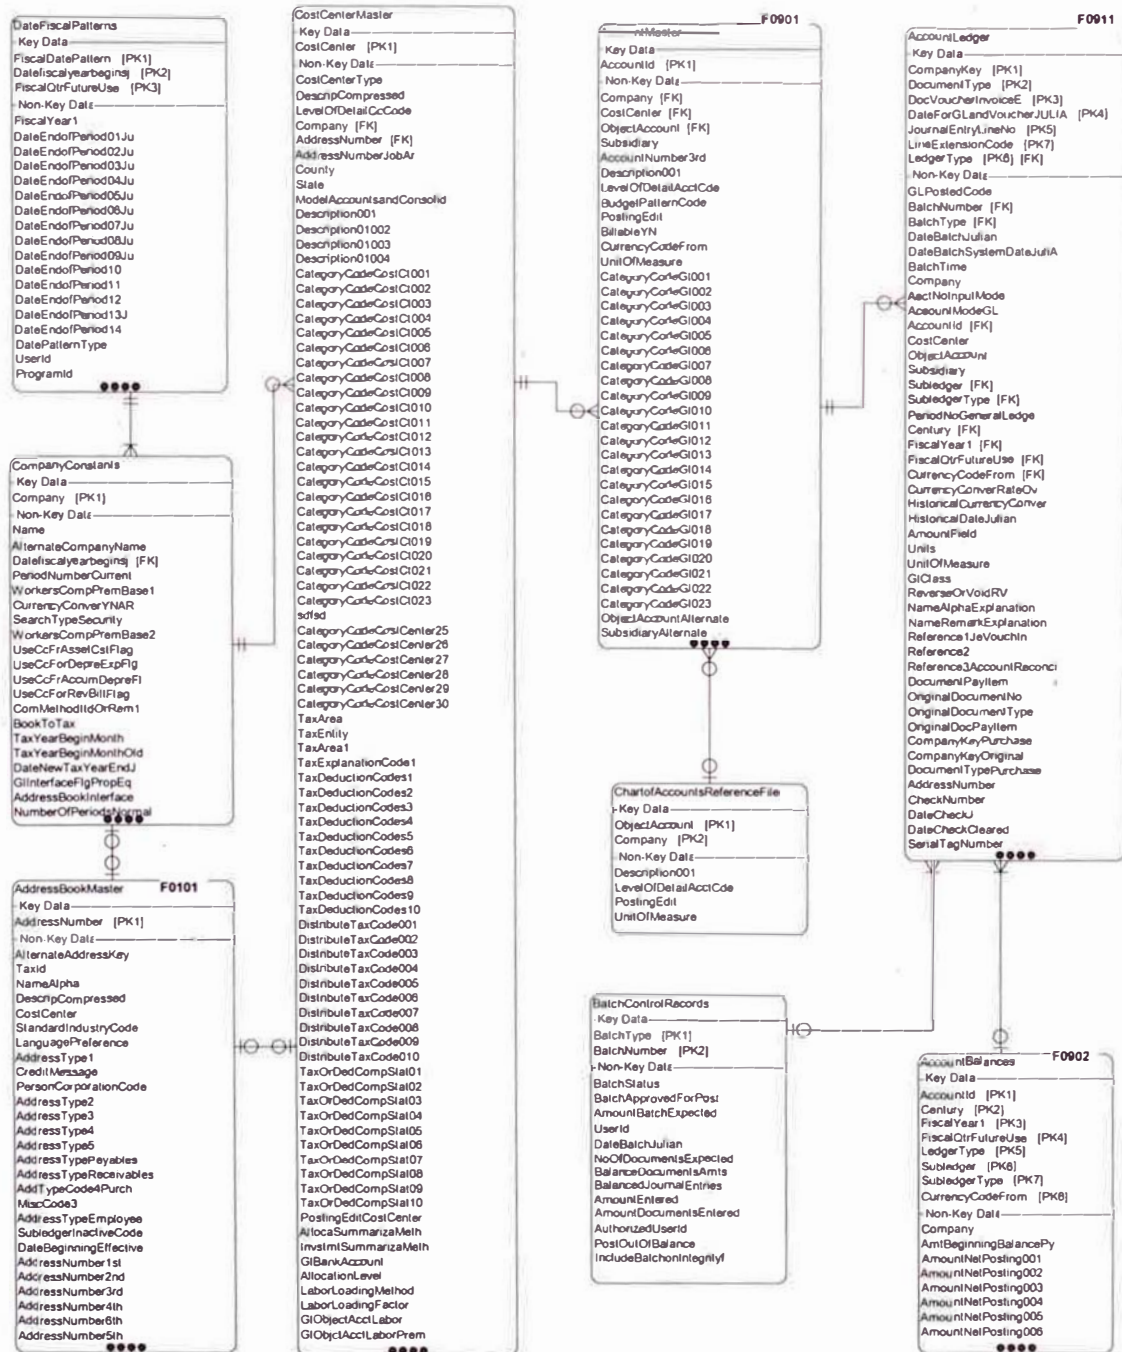 DateFiscalPatterns
Key Data
FiscalDatePattern [PK1]
Datefiscalyearbeginsj [PK2]
FiscalQtrFutureUse [PK3]
Non-Key Data
FiscalYear1
DateEndofPeriod01Ju
DateEndofPeriod02Ju
DateEndofPeriod03Ju
DateEndofPeriod04Ju
DateEndofPeriod05Ju
DateEndofPeriod06Ju
DateEndofPeriod07Ju
DateEndofPeriod08Ju
DateEndofPeriod09Ju
DateEndofPeriod10
DateEndofPeriod11
DateEndofPeriod12
DateEndofPeriod13J
DateEndofPeriod14
DatePatternType
UserId
ProgramId
CompanyConstants
Key Data
Company [PK1]
Non-Key Data
Name
AlternateCompanyName
Datefiscalyearbeginsj [FK]
PeriodNumberCurrent
WorkersCompPremBase1
CurrencyConverYNAR
SearchTypeSecurity
WorkersCompPremBase2
UseCcFrAsselCstFlag
UseCcForDepreExpFlg
UseCcFrAccumDepreFl
UseCcForRevBillFlag
ComMethodIdOrRem1
BookToTax
TaxYearBeginMonth
TaxYearBeginMonthOld
DateNewTaxYearEndJ
GlInterfaceFlgPropEq
AddressBookInterface
NumberOfPeriodsNormal
AddressBookMaster F0101
Key Data
AddressNumber [PK1]
Non-Key Data
AlternateAddressKey
TaxId
NameAlpha
DescripCompressed
CostCenter
StandardIndustryCode
LanguagePreference
AddressType1
CreditMessage
PersonCorporationCode
AddressType2
AddressType3
AddressType4
AddressType5
AddressTypePayables
AddressTypeReceivables
AddTypeCode4Purch
MiscCode3
AddressTypeEmployee
SubledgerInactiveCode
DateBeginningEffective
AddressNumber1st
AddressNumber2nd
AddressNumber3rd
AddressNumber4th
AddressNumber6th
AddressNumber5th
CostCenterMaster
Key Data
CostCenter [PK1]
Non-Key Data
CostCenterType
DescripCompressed
LevelOfDetailCcCode
Company [FK]
AddressNumber [FK]
AddressNumberJobAr
County
State
ModelAccountsandConsolid
Description001
Description01002
Description01003
Description01004
CategoryCodeCostCt001
CategoryCodeCostCt002
CategoryCodeCostCt003
CategoryCodeCostCt004
CategoryCodeCostCt005
CategoryCodeCostCt006
CategoryCodeCostCt007
CategoryCodeCostCt008
CategoryCodeCostCt009
CategoryCodeCostCt010
CategoryCodeCostCt011
CategoryCodeCostCt012
CategoryCodeCostCt013
CategoryCodeCostCt014
CategoryCodeCostCt015
CategoryCodeCostCt016
CategoryCodeCostCt017
CategoryCodeCostCt018
CategoryCodeCostCt019
CategoryCodeCostCt020
CategoryCodeCostCt021
CategoryCodeCostCt022
CategoryCodeCostCt023
sdfsd
CategoryCodeCostCenter25
CategoryCodeCostCenter26
CategoryCodeCostCenter27
CategoryCodeCostCenter28
CategoryCodeCostCenter29
CategoryCodeCostCenter30
TaxArea
TaxEntity
TaxArea1
TaxExplanationCode1
TaxDeductionCodes1
TaxDeductionCodes2
TaxDeductionCodes3
TaxDeductionCodes4
TaxDeductionCodes5
TaxDeductionCodes6
TaxDeductionCodes7
TaxDeductionCodes8
TaxDeductionCodes9
TaxDeductionCodes10
DistributeTaxCode001
DistributeTaxCode002
DistributeTaxCode003
DistributeTaxCode004
DistributeTaxCode005
DistributeTaxCode006
DistributeTaxCode007
DistributeTaxCode008
DistributeTaxCode009
DistributeTaxCode010
TaxOrDedCompStat01
TaxOrDedCompStat02
TaxOrDedCompStat03
TaxOrDedCompStat04
TaxOrDedCompStat05
TaxOrDedCompStat06
TaxOrDedCompStat07
TaxOrDedCompStat08
TaxOrDedCompStat09
TaxOrDedCompStat10
PostingEditCostCenter
AllocaSummarizaMeth
InvstmtSummarizaMeth
GlBankAccount
AllocationLevel
LaborLoadingMethod
LaborLoadingFactor
GlObjectAcctLabor
GlObjctAcctLaborPrem
F0901
Key Data
AccountId [PK1]
Non-Key Data
Company [FK]
CostCenter [FK]
ObjectAccount [FK]
Subsidiary
AccountNumber3rd
Description001
LevelOfDetailAcctCde
BudgetPatternCode
PostingEdit
BillableYN
CurrencyCodeFrom
UnitOfMeasure
CategoryCodeGl001
CategoryCodeGl002
CategoryCodeGl003
CategoryCodeGl004
CategoryCodeGl005
CategoryCodeGl006
CategoryCodeGl007
CategoryCodeGl008
CategoryCodeGl009
CategoryCodeGl010
CategoryCodeGl011
CategoryCodeGl012
CategoryCodeGl013
CategoryCodeGl014
CategoryCodeGl015
CategoryCodeGl016
CategoryCodeGl017
CategoryCodeGl018
CategoryCodeGl019
CategoryCodeGl020
CategoryCodeGl021
CategoryCodeGl022
CategoryCodeGl023
ObjectAccountAlternate
SubsidiaryAlternate
ChartofAccountsReferenceFile
Key Data
ObjectAccount [PK1]
Company [PK2]
Non-Key Data
Description001
LevelOfDetailAcctCde
PostingEdit
UnitOfMeasure
BatchControlRecords
Key Data
BatchType [PK1]
BatchNumber [PK2]
Non-Key Data
BatchStatus
BatchApprovedForPost
AmountBatchExpected
UserId
DateBatchJulian
NoOfDocumentsExpected
BalanceDocumentsAmts
BalancedJournalEntries
AmountEntered
AmountDocumentsEntered
AuthorizedUserId
PostOutOfBalance
IncludeBatchonIntegrityf
F0911
AccountLedger
Key Data
CompanyKey [PK1]
DocumentType [PK2]
DocVoucherInvoiceE [PK3]
DateForGLandVoucherJULIA [PK4]
JournalEntryLineNo [PK5]
LineExtensionCode [PK7]
LedgerType [PK6] [FK]
Non-Key Data
GLPostedCode
BatchNumber [FK]
BatchType [FK]
DateBatchJulian
DateBatchSystemDateJuliA
BatchTime
Company
AactNoInputMode
AccountModeGL
AccountId [FK]
CostCenter
ObjectAccount
Subsidiary
Subledger [FK]
SubledgerType [FK]
PeriodNoGeneralLedge
Century [FK]
FiscalYear1 [FK]
FiscalQtrFutureUse [FK]
CurrencyCodeFrom [FK]
CurrencyConverRateOv
HistoricalCurrencyConver
HistoricalDateJulian
AmountField
Units
UnitOfMeasure
GlClass
ReverseOrVoidRV
NameAlphaExplanation
NameRemarkExplanation
Reference1JeVouchIn
Reference2
Reference3AccountReconci
DocumentPayItem
OriginalDocumentNo
OriginalDocumentType
OriginalDocPayItem
CompanyKeyPurchase
CompanyKeyOriginal
DocumentTypePurchase
AddressNumber
CheckNumber
DateCheckJ
DateCheckCleared
SerialTagNumber
F0902
AccountBalances
Key Data
AccountId [PK1]
Century [PK2]
FiscalYear1 [PK3]
FiscalQtrFutureUse [PK4]
LedgerType [PK5]
Subledger [PK6]
SubledgerType [PK7]
CurrencyCodeFrom [PK8]
Non-Key Data
Company
AmtBeginningBalancePy
AmountNetPosting001
AmountNetPosting002
AmountNetPosting003
AmountNetPosting004
AmountNetPosting005
AmountNetPosting006